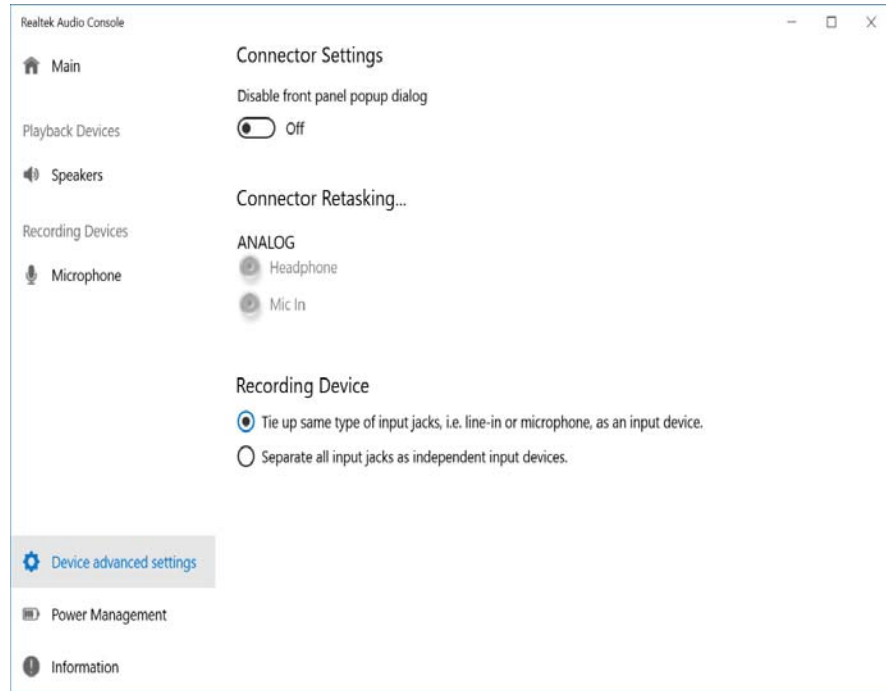 Realtek Audio Console
Main
Playback Devices
Speakers
Recording Devices
Microphone
Device advanced settings
Power Management
Information
Connector Settings
Disable front panel popup dialog
Off
Connector Retasking...
ANALOG
Headphone
Mic In
Recording Device
Tie up same type of input jacks, i.e. line-in or microphone, as an input device.
Separate all input jacks as independent input devices.